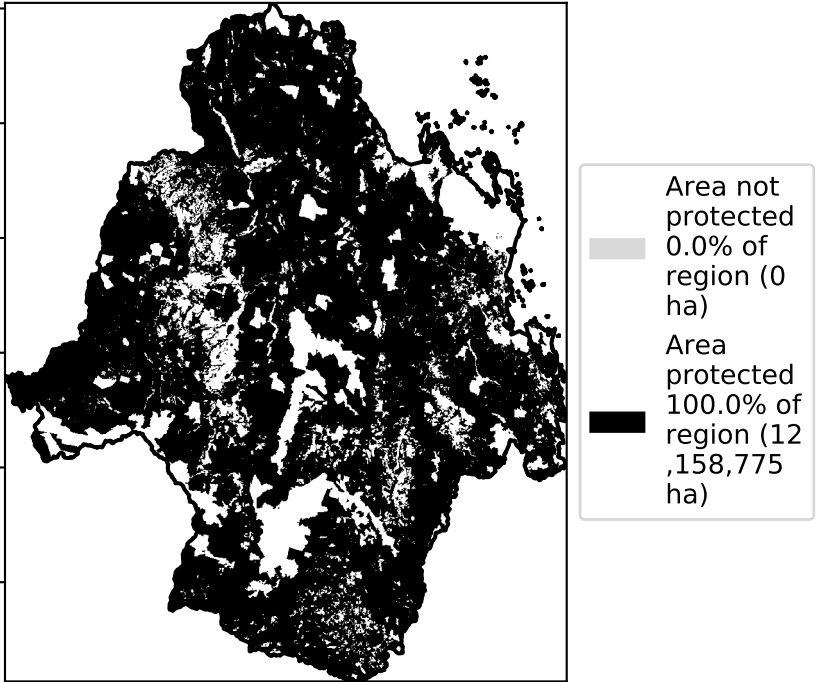 Area not
protected
0.0% of
region (0
ha)
Area
protected
100.0% of
region (12
,158,775
ha)